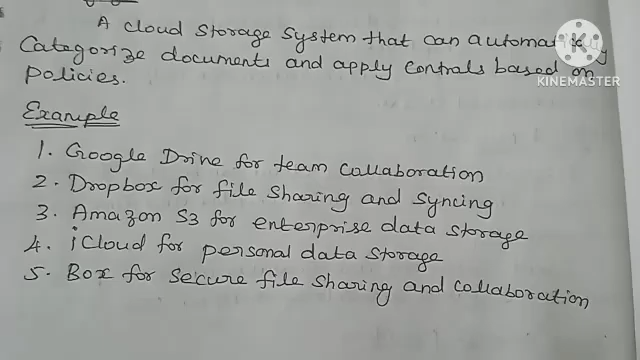 A cloud storage system that can automatically
Categorize documents and apply controls based on
policies.
Example
1. Google Drive for team collaboration
2. Dropbox for file sharing and syncing
3. Amazon S3 for enterprise data storage
4. iCloud for personal data storage
5. Box for secure file sharing and collaboration
KINEMASTER